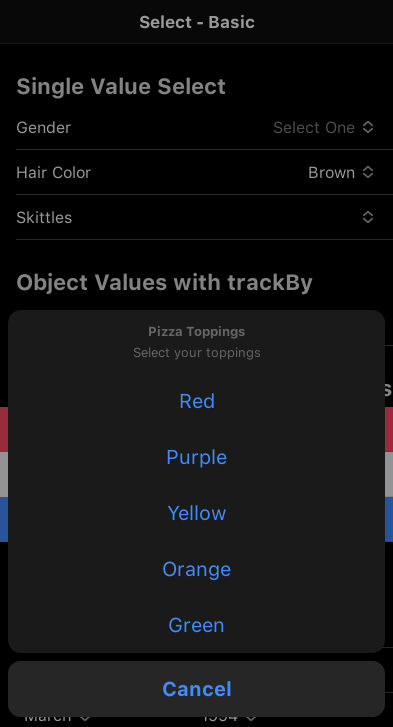 Select - Basic
Single Value Select
Gender Select One
Hair Color Brown
Skittles
Object Values with trackBy
Pizza Toppings
Select your toppings
Red
Purple
Yellow
Orange
Green
Cancel
March 1994